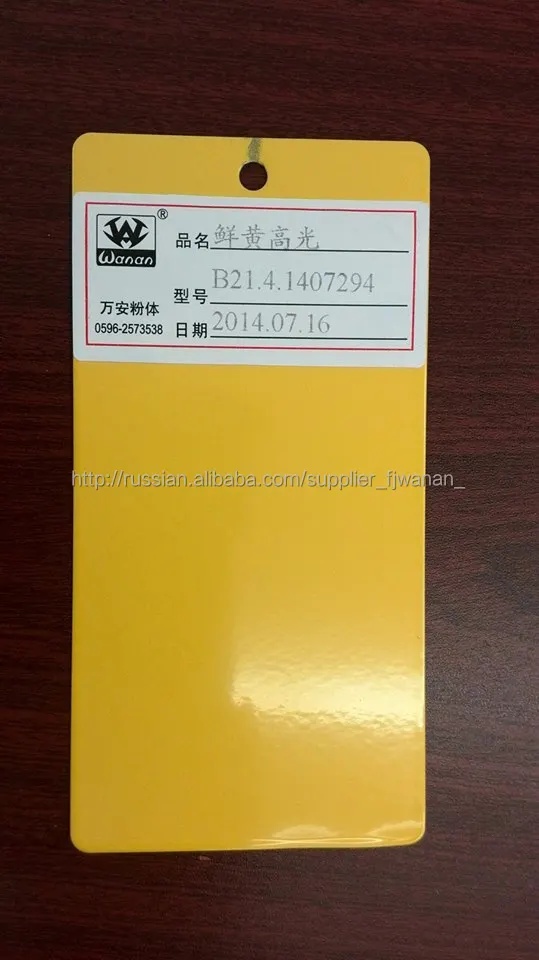 ®
Wanan
万安粉体
0596-2573538
品名 鲜黄高光
型号 B21.4.1407294
日期 2014.07.16
http://russian.alibaba.com/supplier_fjwanan_